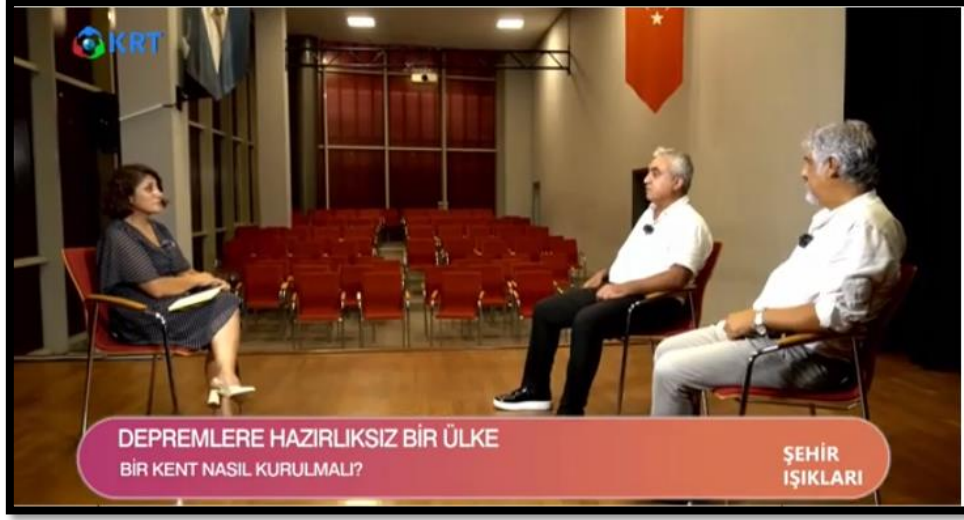 KRT
DEPREMLERE HAZIRLIKSIZ BİR ÜLKE
BİR KENT NASIL KURULMALI?
ŞEHİR
IŞIKLARI